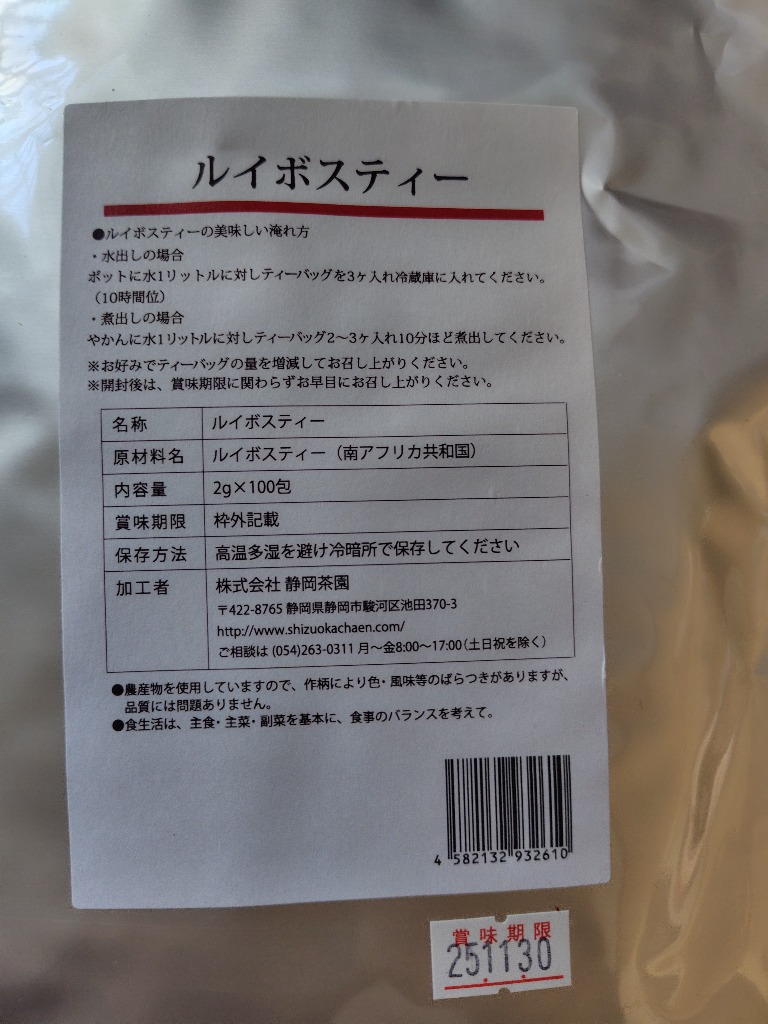 ルイボスティー
●ルイボスティーの美味しい淹れ方
・水出しの場合
ポットに水1リットルに対しティーバッグを3ヶ入れ冷蔵庫に入れてください。
（10時間位）
・煮出しの場合
やかんに水1リットルに対しティーバッグ2～3ヶ入れ10分ほど煮出してください。
※お好みでティーバッグの量を増減してお召し上がりください。
※開封後は、賞味期限に関わらずお早目にお召し上がりください。
名称 ルイボスティー
原材料名 ルイボスティー（南アフリカ共和国）
内容量 2g×100包
賞味期限 枠外記載
保存方法 高温多湿を避け冷暗所で保存してください
加工者 株式会社 静岡茶園
〒422-8765 静岡県静岡市駿河区池田370-3
http://www.shizuokachaen.com/
ご相談は (054)263-0311 月～金8:00～17:00（土日祝を除く）
●農産物を使用していますので、作柄により色・風味等のばらつきがありますが、
品質には問題ありません。
●食生活は、主食・主菜・副菜を基本に、食事のバランスを考えて。
4 582132 932610
賞味期限
25.11.30